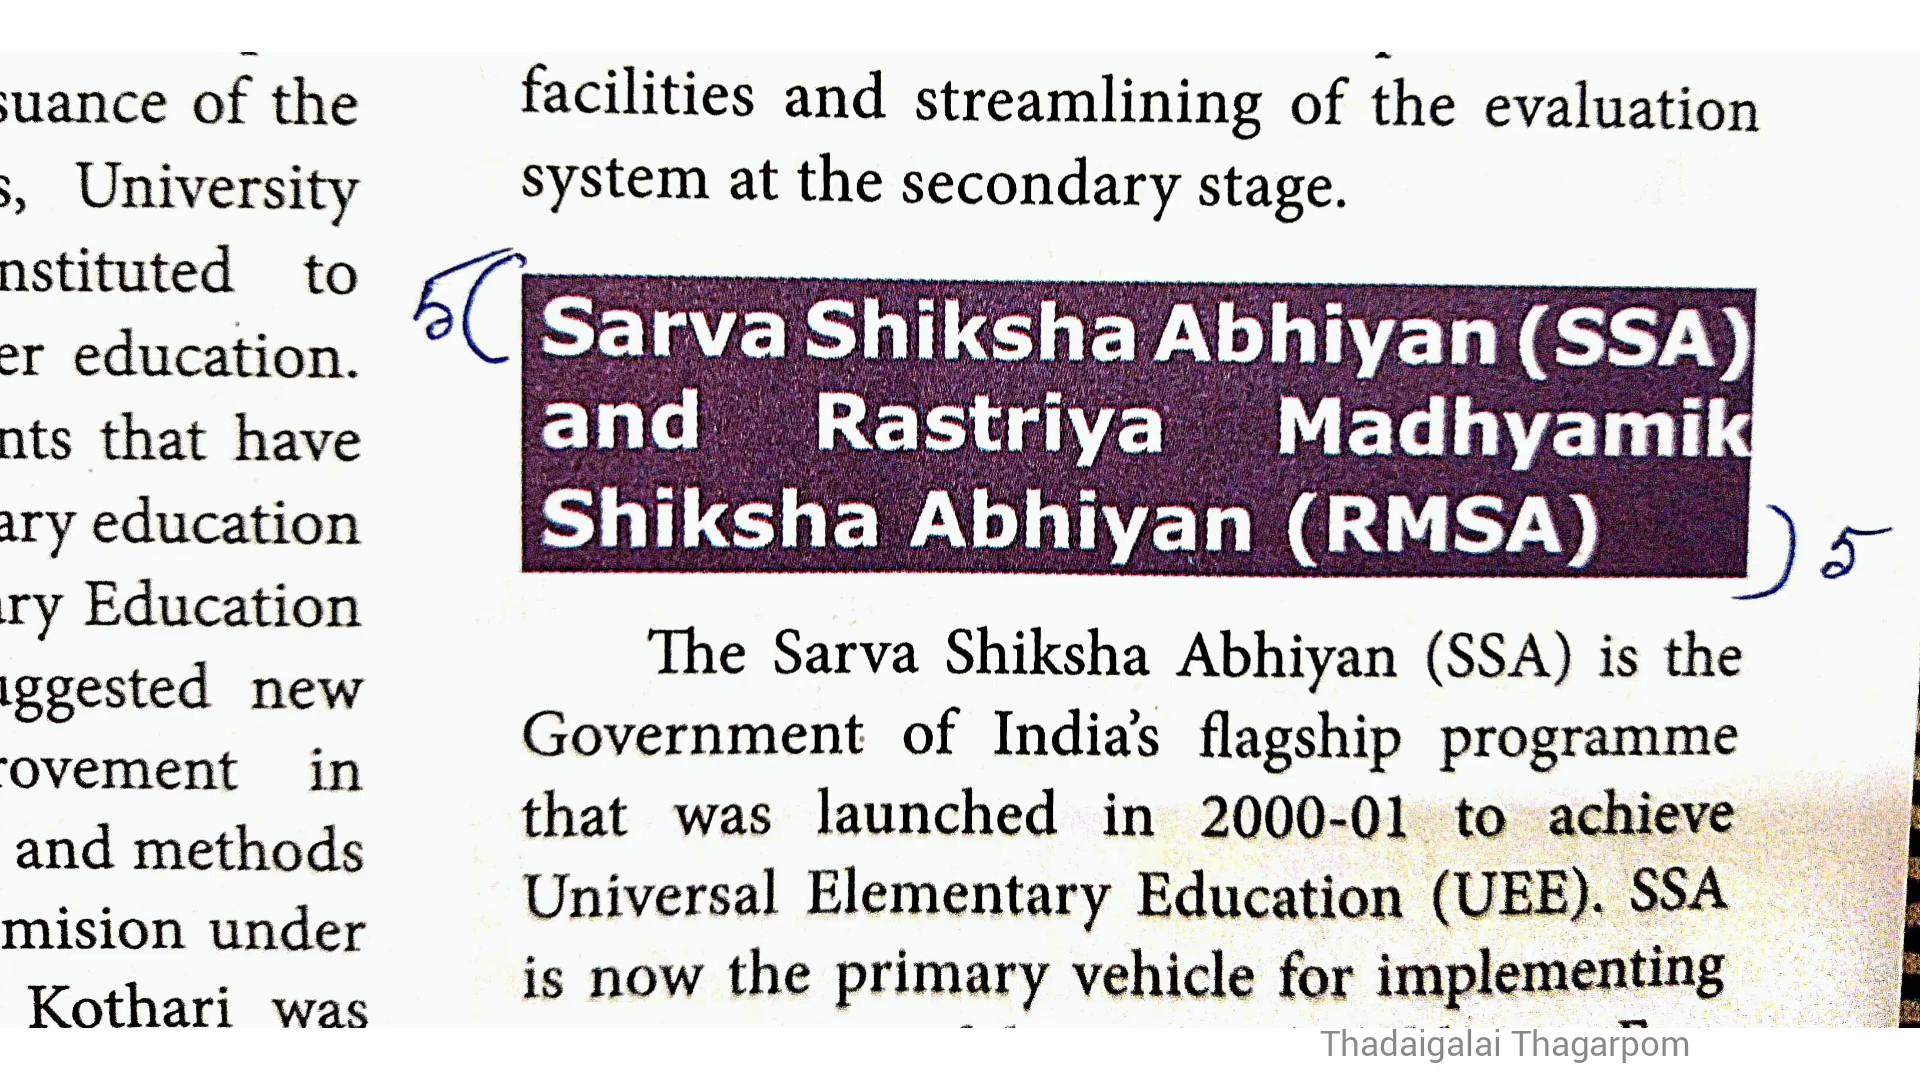 suance of the
s, University
nstituted to
er education.
nts that have
ary education
ary Education
uggested new
rovement in
and methods
mision under
Kothari was
facilities and streamlining of the evaluation
system at the secondary stage.
5(
Sarva Shiksha Abhiyan (SSA)
and Rastriya Madhyamik
Shiksha Abhiyan (RMSA)
) 5
The Sarva Shiksha Abhiyan (SSA) is the
Government of India's flagship programme
that was launched in 2000-01 to achieve
Universal Elementary Education (UEE). SSA
is now the primary vehicle for implementing
Thadaigalai Thagarpom